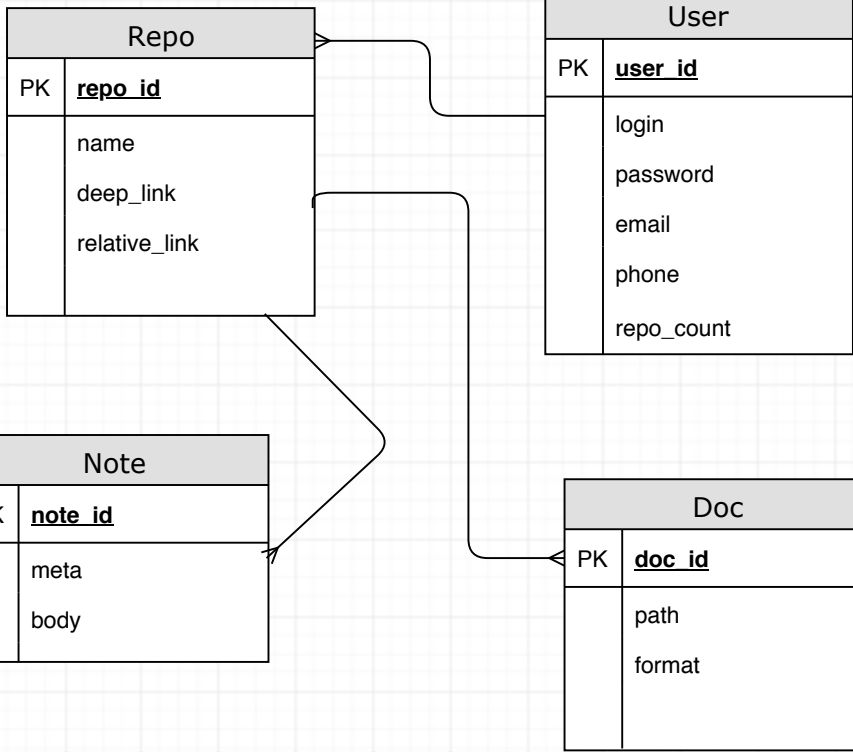 Repo
PK repo_id
name
deep_link
relative_link
User
PK user_id
login
password
email
phone
repo_count
Note
note_id
meta
body
Doc
PK doc_id
path
format